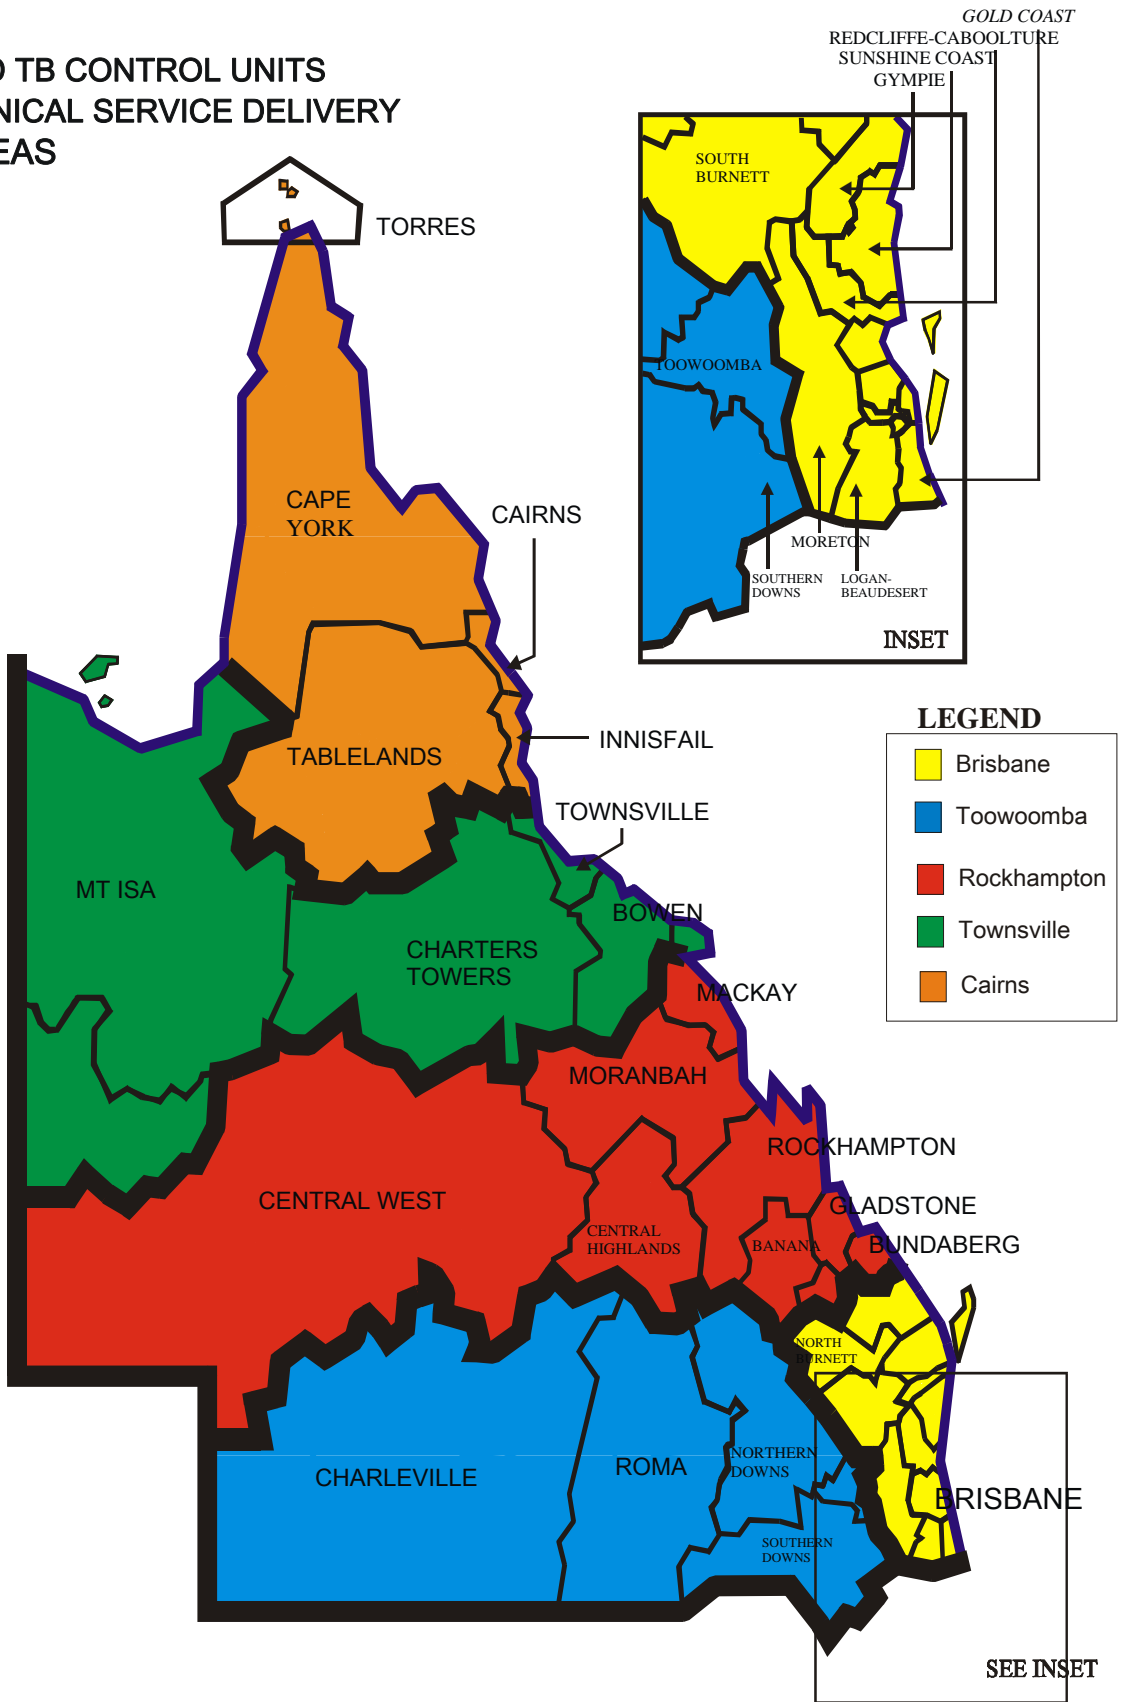 GOLD COAST
REDCLIFFE-CABOOLTURE
SUNSHINE COAST
GYMPIE
TB CONTROL UNITS
NICAL SERVICE DELIVERY
EAS
SOUTH
BURNETT
TORRES
TOOWOOMBA
CAPE
YORK
CAIRNS
MORETON
SOUTHERN
DOWNS
LOGAN-
BEAUDESERT
INSET
LEGEND
Brisbane
Toowoomba
Rockhampton
Townsville
Cairns
INNISFAIL
TABLELANDS
TOWNSVILLE
MT ISA
BOWEN
CHARTERS
TOWERS
MACKAY
MORANBAH
ROCKHAMPTON
CENTRAL WEST
GLADSTONE
CENTRAL
HIGHLANDS
BANANA
BUNDABERG
NORTH
BURNETT
NORTHERN
DOWNS
ROMA
CHARLEVILLE
BRISBANE
SOUTHERN
DOWNS
SEE INSET